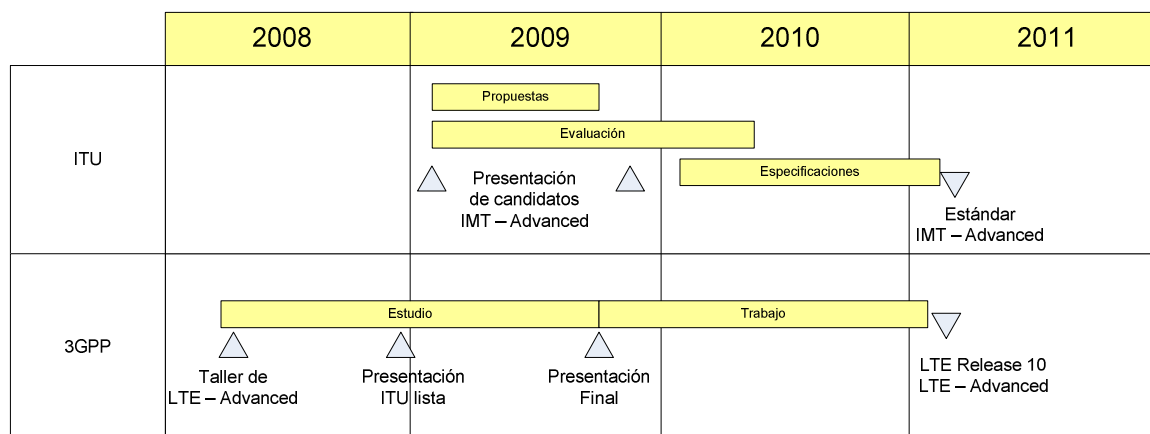 2008
2009
2010
2011
ITU
Propuestas
Evaluación
Especificaciones
Presentación
de candidatos
IMT – Advanced
Estándar
IMT – Advanced
3GPP
Estudio
Trabajo
Taller de
LTE – Advanced
Presentación
ITU lista
Presentación
Final
LTE Release 10
LTE – Advanced